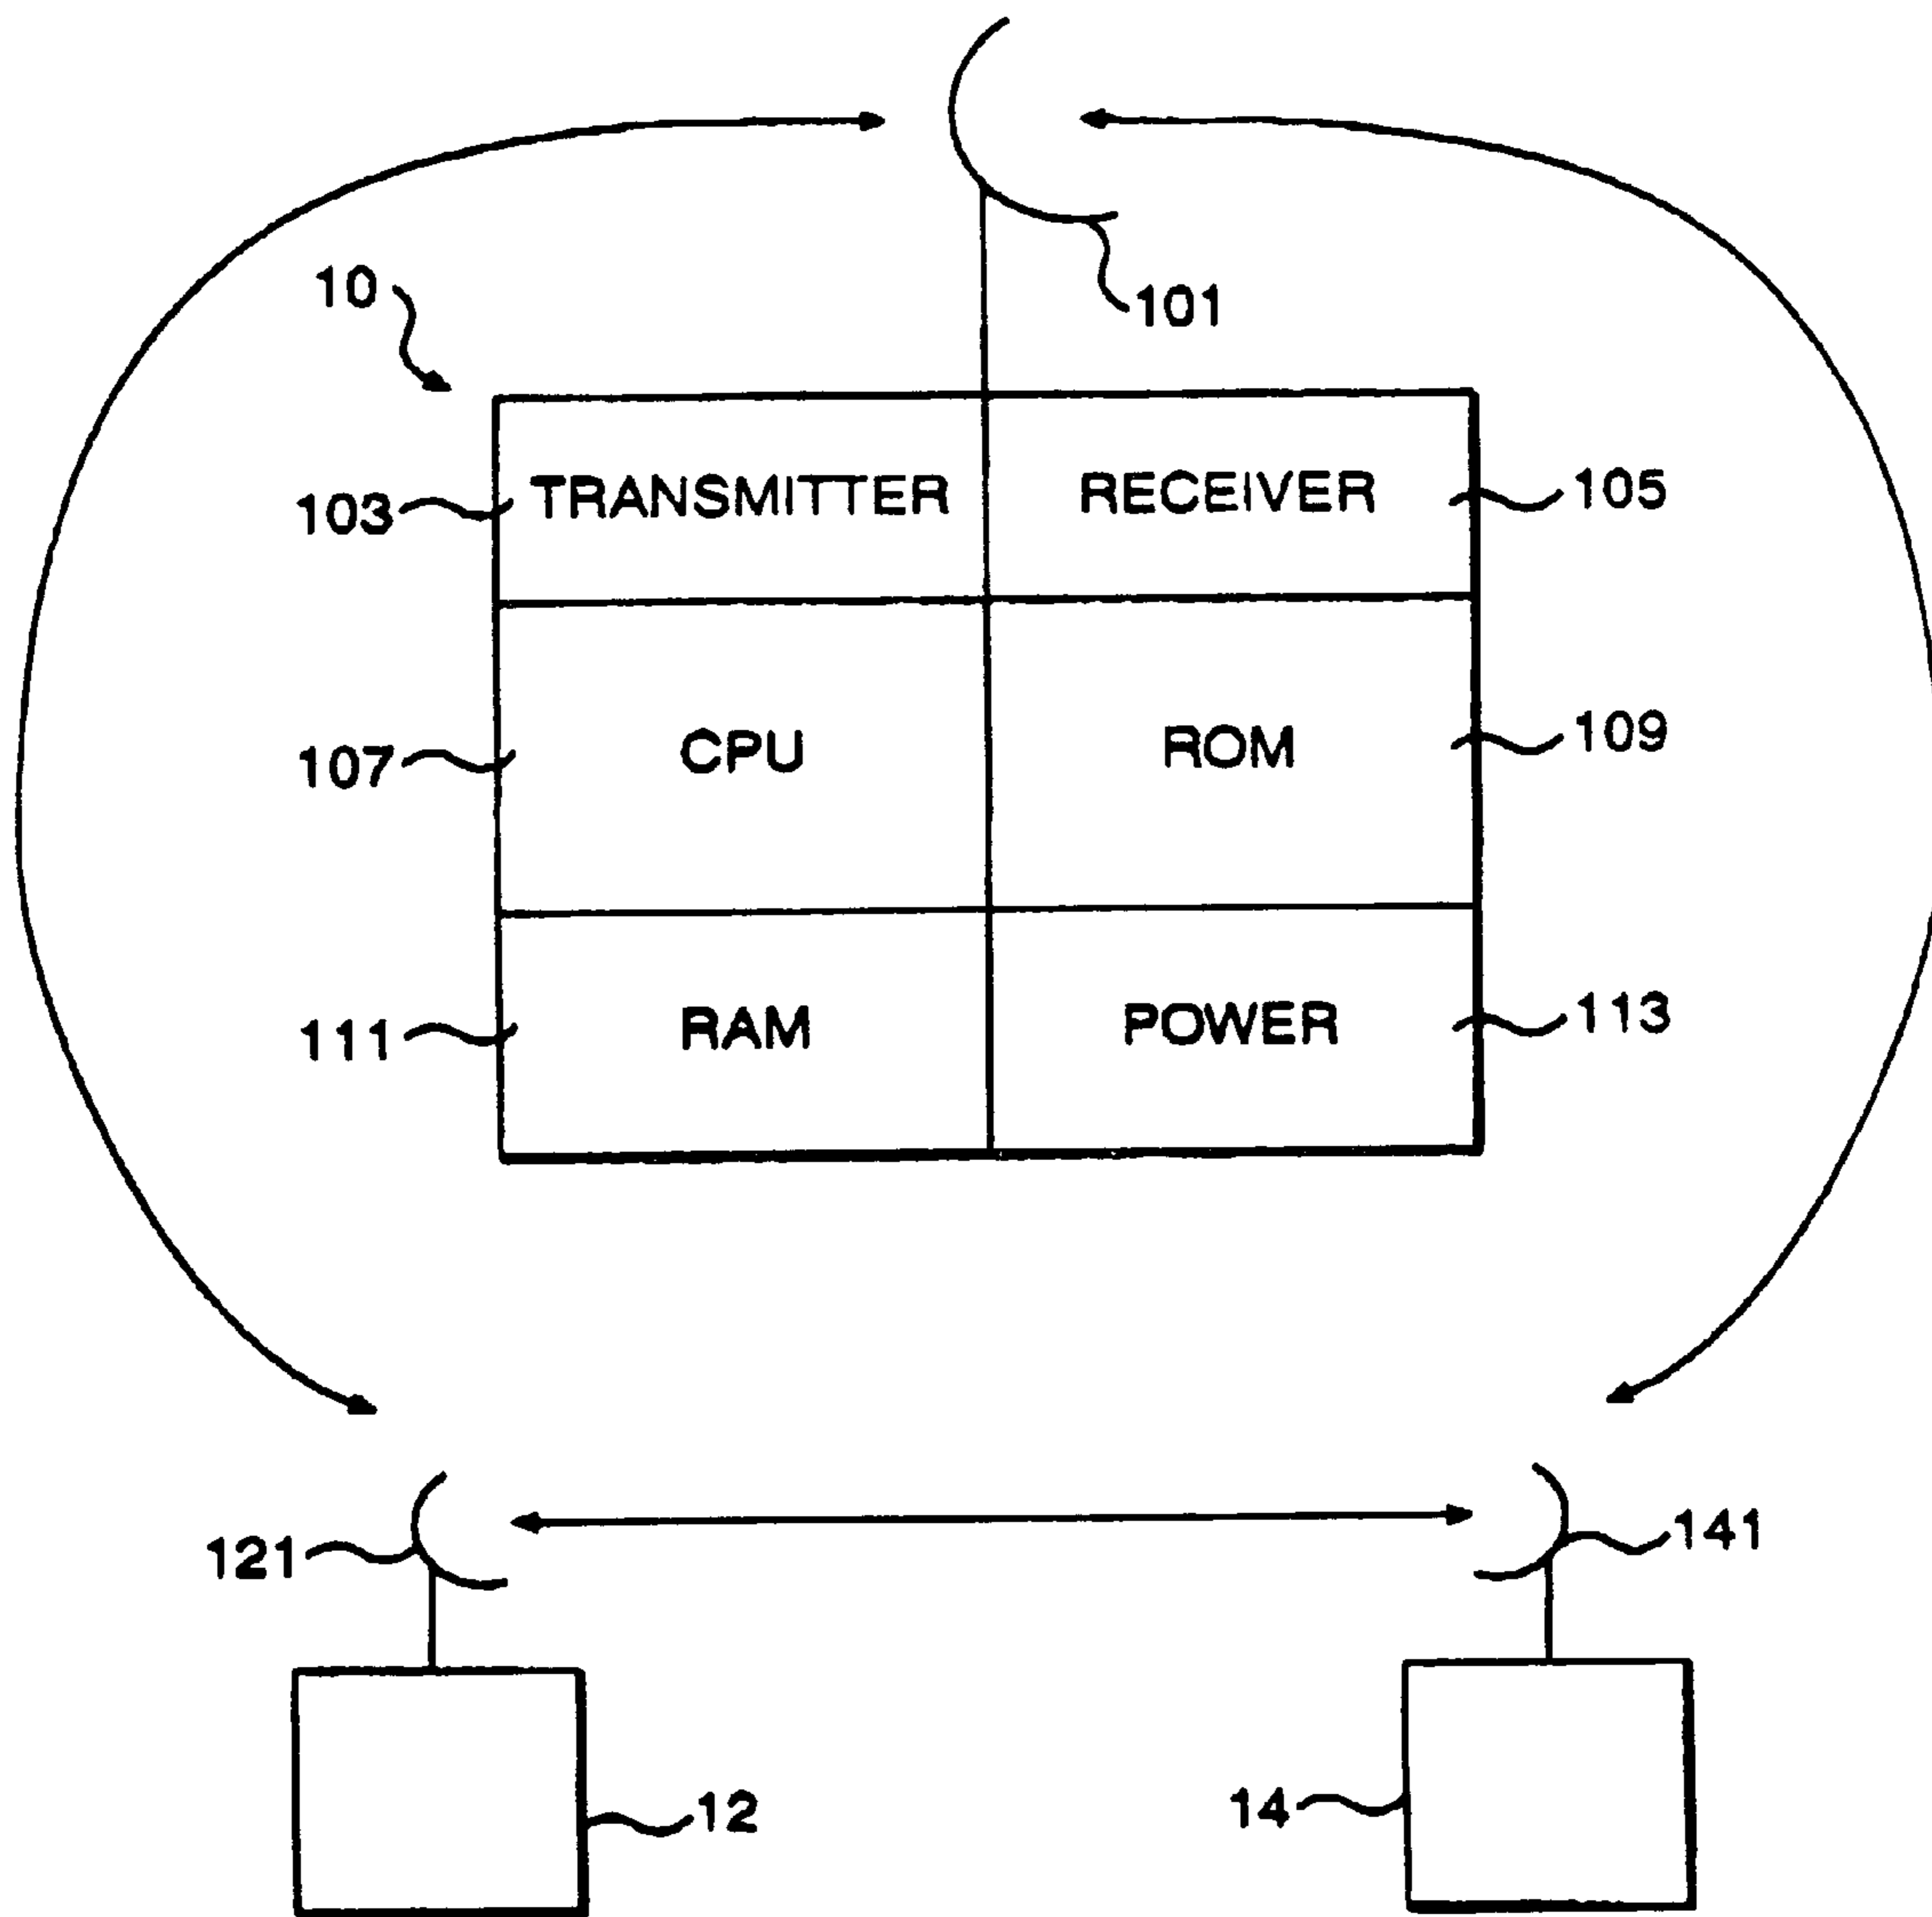 10
101
103 TRANSMITTER RECEIVER 105
107 CPU ROM 109
111 RAM POWER 113
121 141
12 14